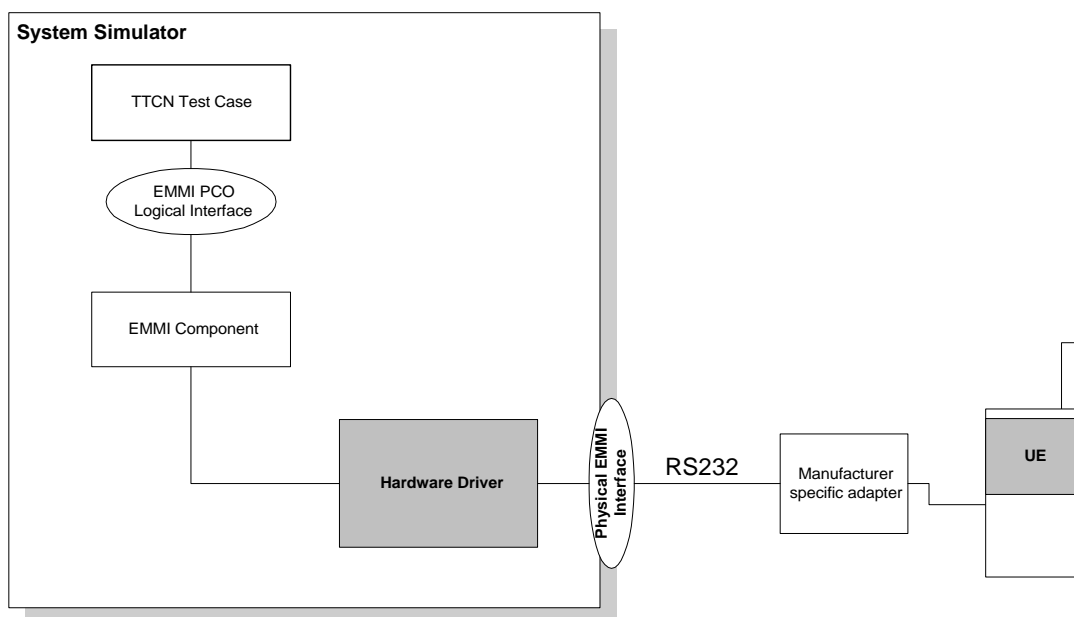 System Simulator
TTCN Test Case
EMMI PCO
Logical Interface
EMMI Component
Hardware Driver
Physical EMMI
Interface
RS232
Manufacturer
specific adapter
UE